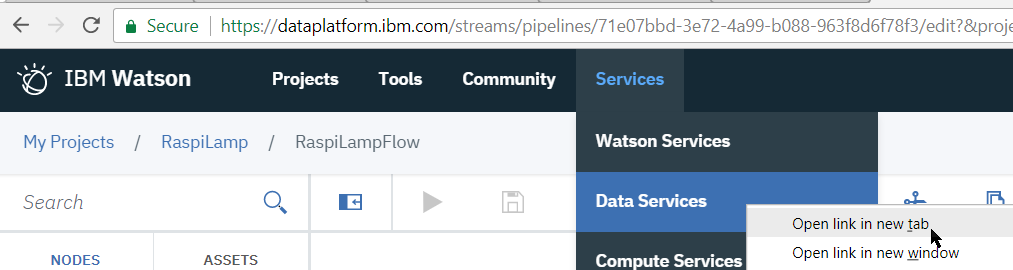 Secure https://dataplatform.ibm.com/streams/pipelines/71e07bbd-3e72-4a99-b088-963f8d6f78f3/edit?&proje
IBM Watson Projects Tools Community Services
My Projects / RaspiLamp / RaspiLampFlow
Watson Services
Search
Data Services
Open link in new tab
NODES ASSETS
Compute Services
Open link in new window